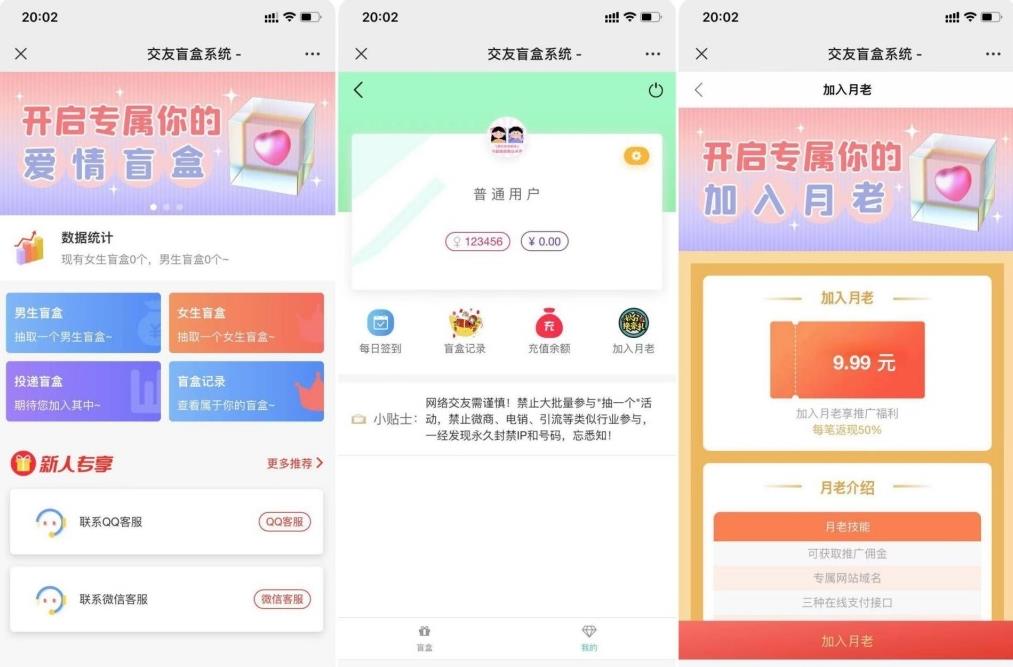 20:02
交友盲盒系统 -
开启专属你的
爱情盲盒
数据统计
现有女生盲盒0个，男生盲盒0个~
男生盲盒
抽取一个男生盲盒~
女生盲盒
抽取一个女生盲盒~
投递盲盒
期待您加入其中~
盲盒记录
查看属于你的盲盒~
新人专享
更多推荐
联系QQ客服
QQ客服
联系微信客服
微信客服
20:02
交友盲盒系统 -
普通用户
123456
¥ 0.00
每日签到
盲盒记录
充
充值余额
加入月老
小贴士：
网络交友需谨慎！禁止大批量参与"抽一个"活
动，禁止微商、电销、引流等类似行业参与，
一经发现永久封禁IP和号码，忘悉知！
盲盒
我的
20:02
交友盲盒系统 -
加入月老
开启专属你的
加入月老
加入月老
9.99 元
加入月老享推广福利
每笔返现50%
月老介绍
月老技能
可获取推广佣金
专属网站域名
三种在线支付接口
加入月老